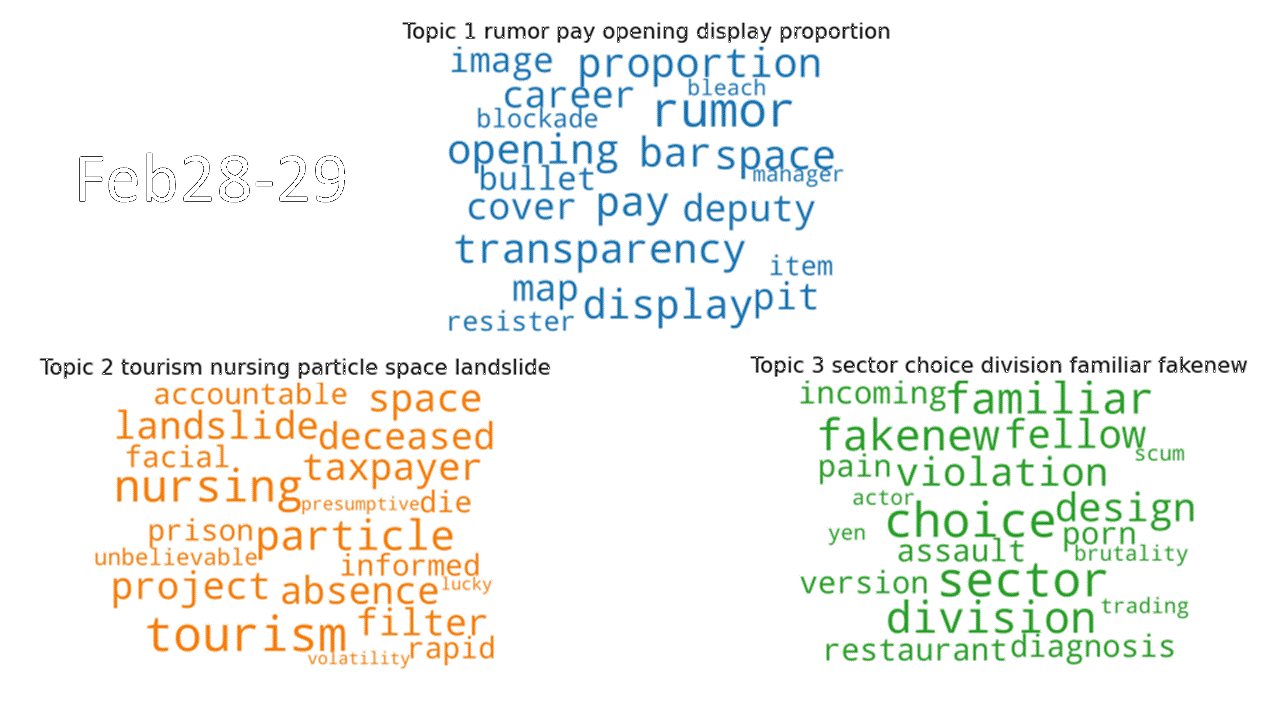 Topic 1 rumor pay opening display proportion
image proportion
career bleach
blockade rumor
opening bar space
bullet manager
cover pay deputy
transparency
item
map display pit
resister
Feb28-29
Topic 2 tourism nursing particle space landslide
accountable space
landslide deceased
facial taxpayer
nursing presumptive die
prison particle
unbelievable informed
project absence lucky
tourism filter
volatility rapid
Topic 3 sector choice division familiar fakenew
incoming familiar
fakenew fellow
scum
pain violation
actor choice design
yen porn
assault brutality
version sector
division trading
restaurant diagnosis